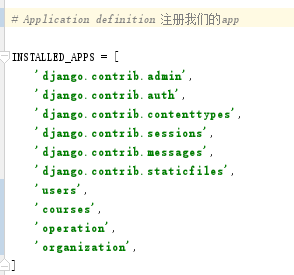 # Application definition 注册我们的app
INSTALLED_APPS = [
'django.contrib.admin',
'django.contrib.auth',
'django.contrib.contenttypes',
'django.contrib.sessions',
'django.contrib.messages',
'django.contrib.staticfiles',
'users',
'courses',
'operation',
'organization',
]